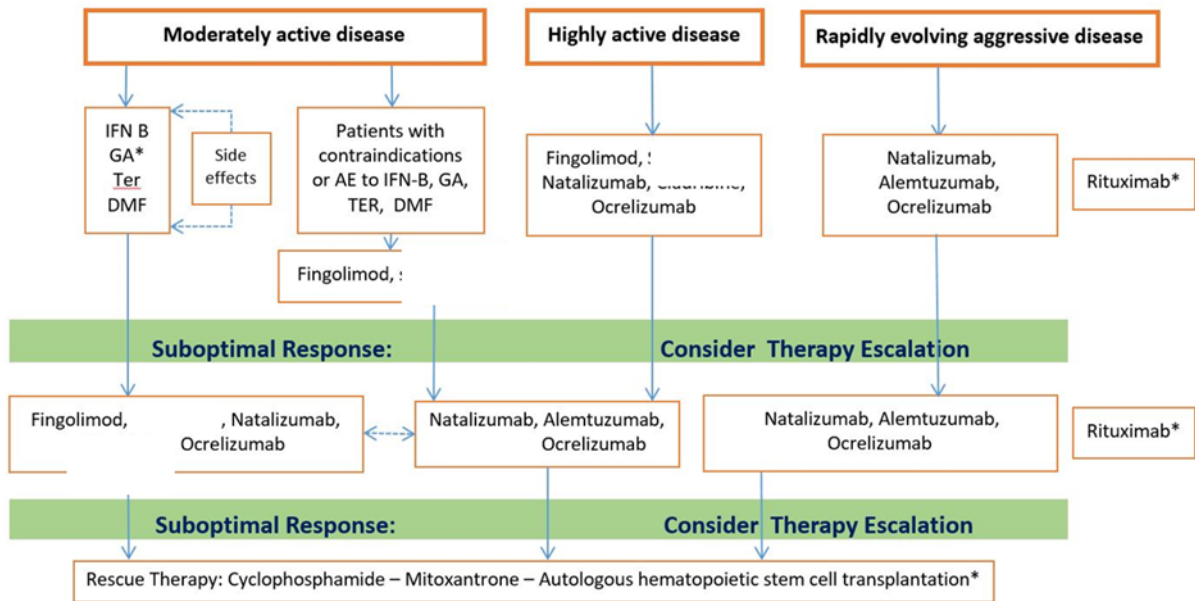 Moderately active disease
Highly active disease
Rapidly evolving aggressive disease
IFN B
GA*
Ter
DMF
Side
effects
Patients with
contraindications
or AE to IFN-B, GA,
TER, DMF
Fingolimod,
Natalizumab,
Ocrelizumab
Natalizumab,
Alemtuzumab,
Ocrelizumab
Rituximab*
Fingolimod,
Suboptimal Response: Consider Therapy Escalation
Fingolimod, , Natalizumab,
Ocrelizumab
Natalizumab, Alemtuzumab,
Ocrelizumab
Natalizumab, Alemtuzumab,
Ocrelizumab
Rituximab*
Suboptimal Response: Consider Therapy Escalation
Rescue Therapy: Cyclophosphamide – Mitoxantrone – Autologous hematopoietic stem cell transplantation*